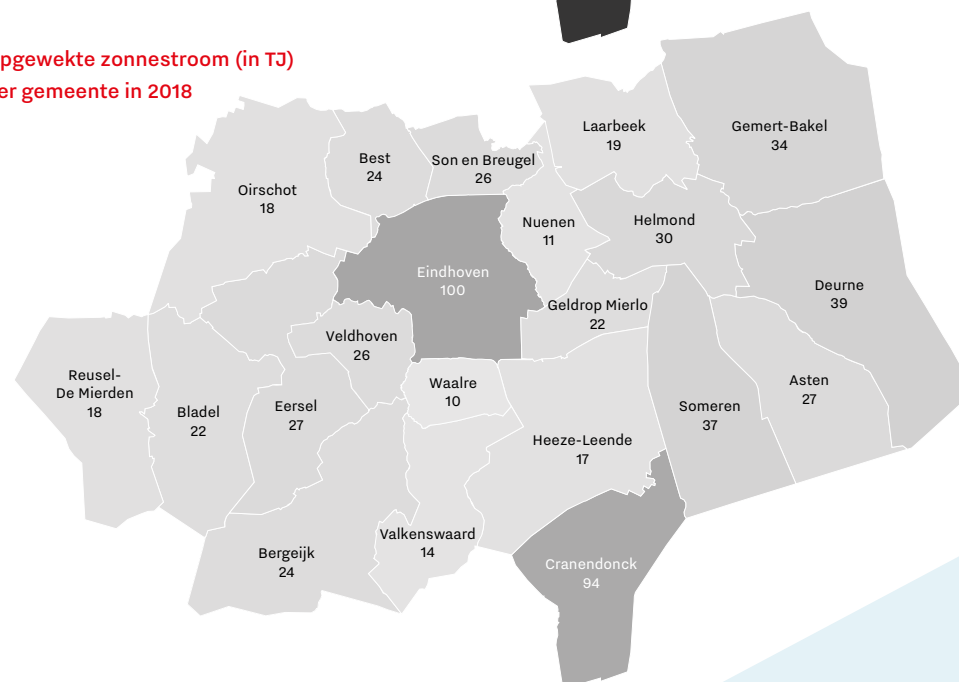 pgewekte zonnestroom (in TJ)
er gemeente in 2018
Laarbeek
19
Gemert-Bakel
34
Best
24
Son en Breugel
26
Oirschot
18
Nuenen
11
Helmond
30
Eindhoven
100
Deurne
39
Geldrop Mierlo
22
Veldhoven
26
Reusel-
De Mierden
18
Waalre
10
Asten
27
Bladel
22
Eersel
27
Someren
37
Heeze-Leende
17
Valkenswaard
14
Bergeijk
24
Cranendonck
94